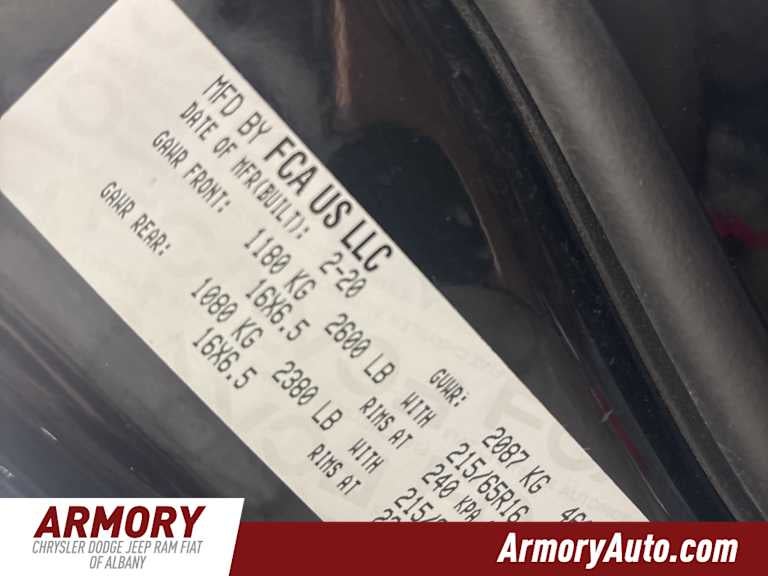 MFD BY FCA US LLC
DATE OF MFR(BUILT): 2-20
GAWR FRONT: GVWR: 2087 KG
1180 KG 2600 LB WITH 215/65R16
16X6.5 RIMS AT 240 KPA
GAWR REAR:
1080 KG 2380 LB WITH
16X6.5 RIMS AT
ARMORY
CHRYSLER DODGE JEEP RAM FIAT
OF ALBANY
ArmoryAuto.com